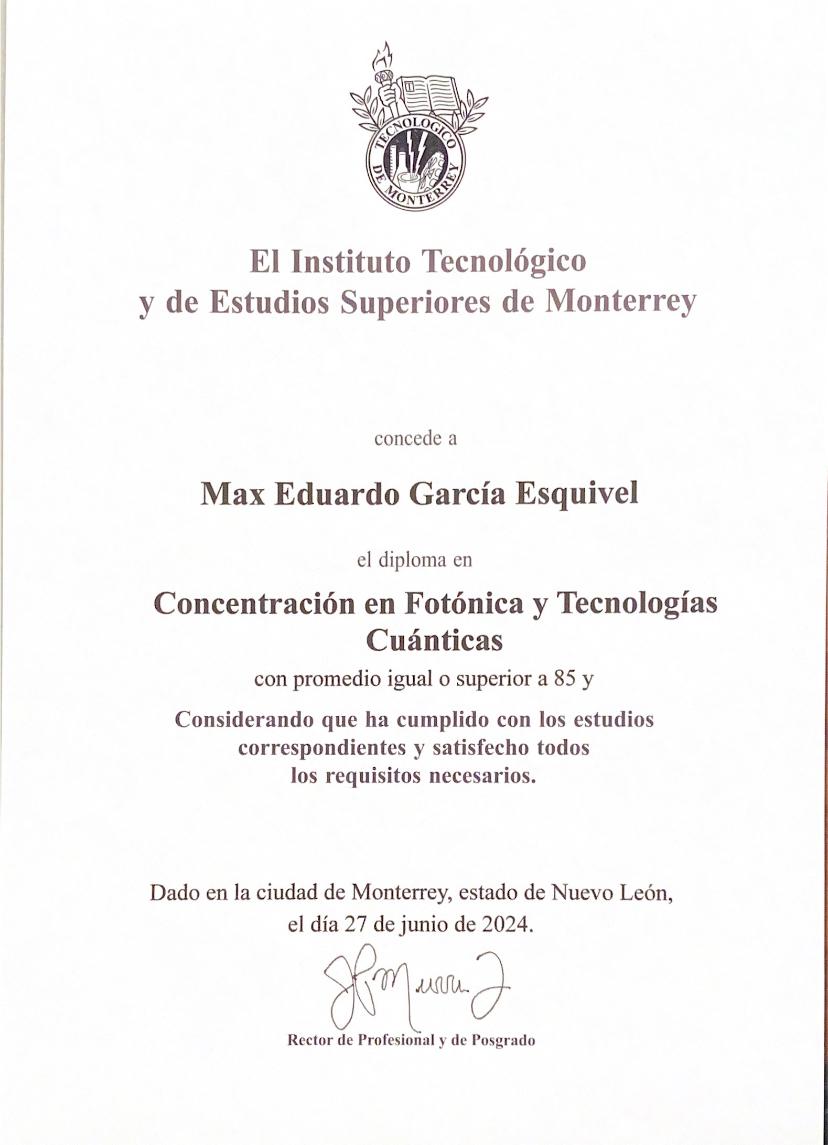 TECNOLOGICO
DE MONTERREY
El Instituto Tecnológico
y de Estudios Superiores de Monterrey
concede a
Max Eduardo García Esquivel
el diploma en
Concentración en Fotónica y Tecnologías
Cuánticas
con promedio igual o superior a 85 y
Considerando que ha cumplido con los estudios
correspondientes y satisfecho todos
los requisitos necesarios.
Dado en la ciudad de Monterrey, estado de Nuevo León,
el día 27 de junio de 2024.
Rector de Profesional y de Posgrado